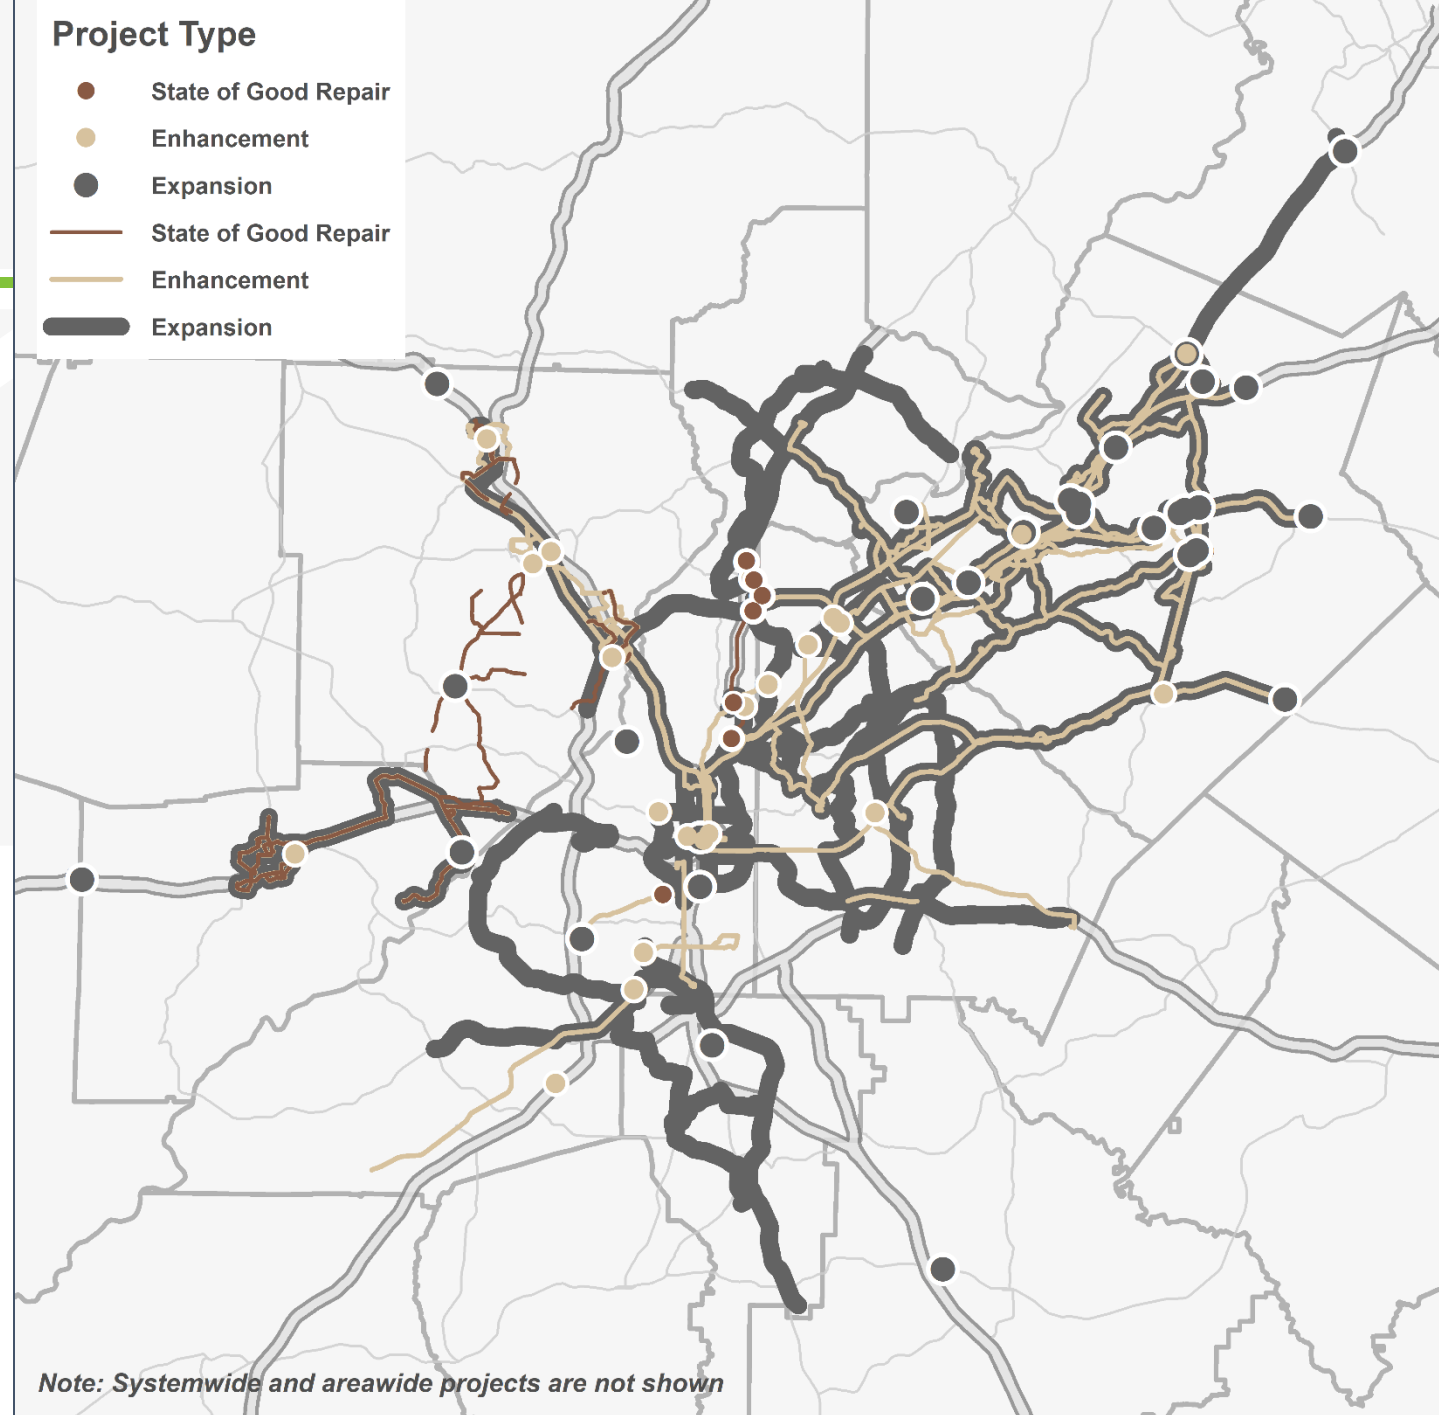 Project Type
State of Good Repair
Enhancement
Expansion
State of Good Repair
Enhancement
Expansion
Note: Systemwide and areawide projects are not shown